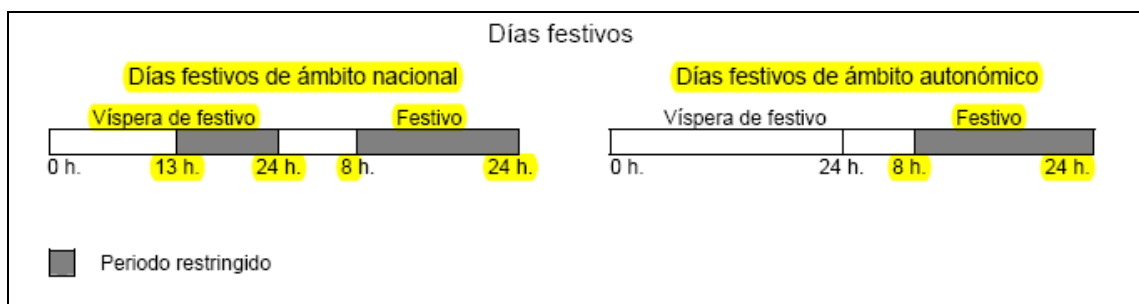 Días festivos
Días festivos de ámbito nacional
Días festivos de ámbito autonómico
Víspera de festivo Festivo
Víspera de festivo Festivo
0 h. 13 h. 24 h. 8 h. 24 h.
0 h. 24 h. 8 h. 24 h.
Periodo restringido